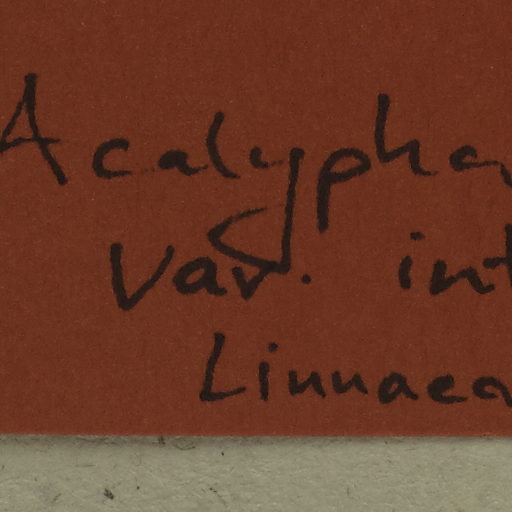 Acalypha
var. int
Linnaea